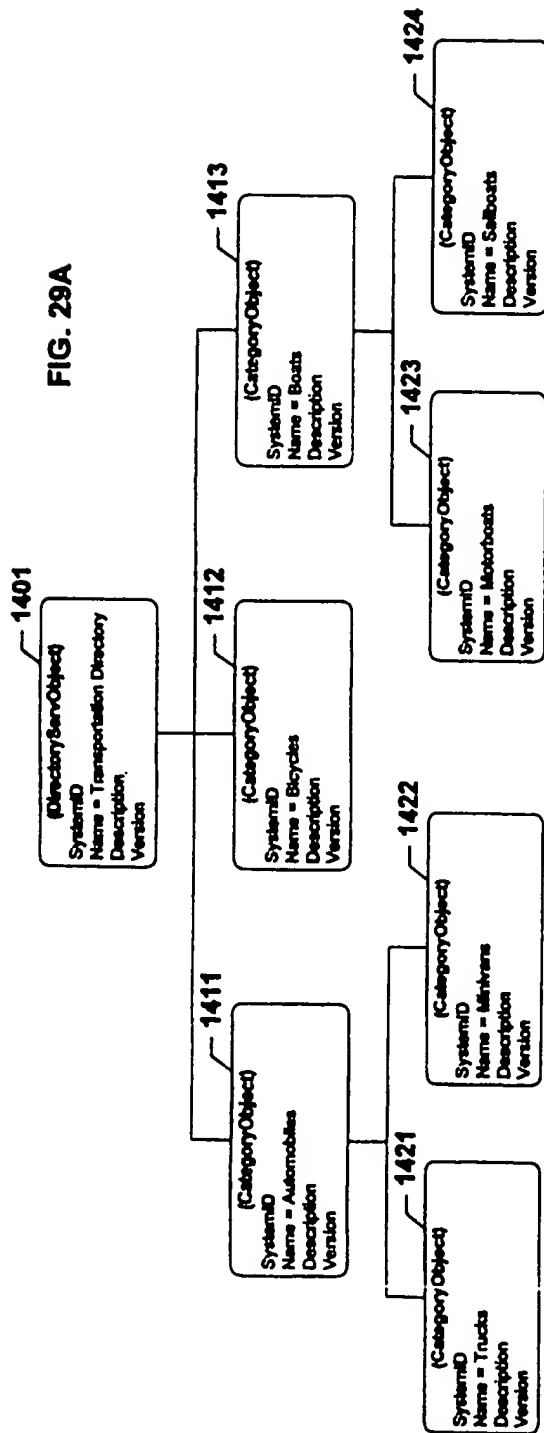 FIG. 29A
1401
(DirectoryServObject)
SystemID
Name = Transportation Directory
Description
Version
1411
(CategoryObject)
SystemID
Name = Automobiles
Description
Version
1412
(CategoryObject)
SystemID
Name = Bicycles
Description
Version
1413
(CategoryObject)
SystemID
Name = Boats
Description
Version
1421
(CategoryObject)
SystemID
Name = Trucks
Description
Version
1422
(CategoryObject)
SystemID
Name = Minivans
Description
Version
1423
(CategoryObject)
SystemID
Name = Motorboats
Description
Version
1424
(CategoryObject)
SystemID
Name = Sailboats
Description
Version